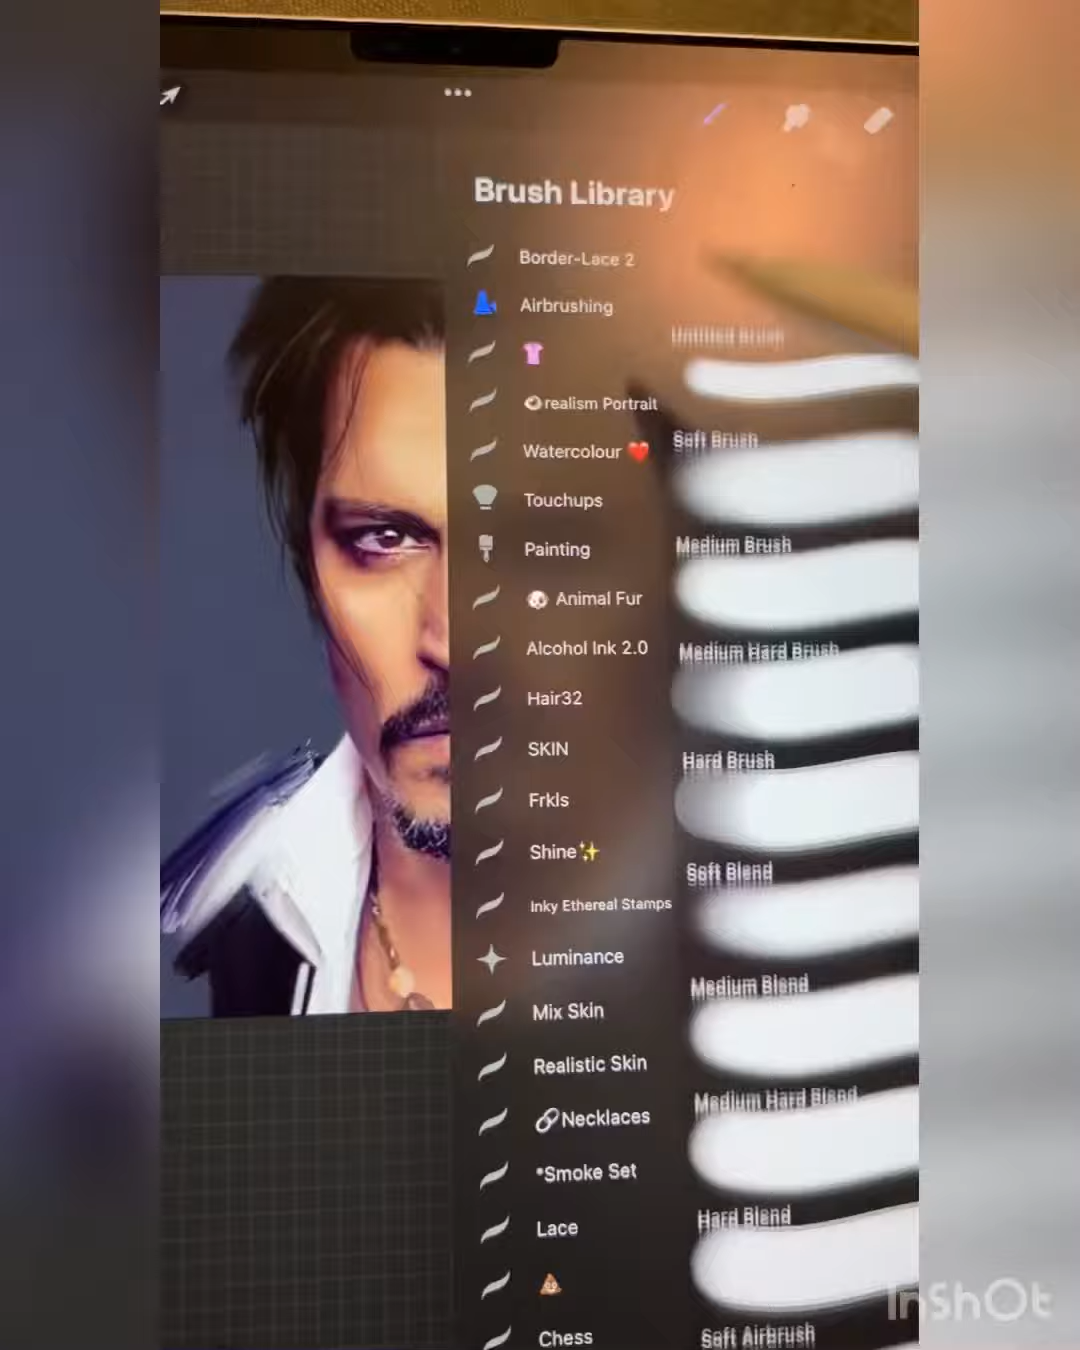 Brush Library
Border-Lace 2
Airbrushing
👚
realism Portrait
Watercolour ❤️
Touchups
Painting
🐶 Animal Fur
Alcohol Ink 2.0
Hair32
SKIN
Frkls
Shine✨
Inky Ethereal Stamps
Luminance
Mix Skin
Realistic Skin
🔗Necklaces
*Smoke Set
Lace
💩
Chess
Untitled Brush
Soft Brush
Medium Brush
Medium Hard Brush
Hard Brush
Soft Blend
Medium Blend
Medium Hard Blend
Hard Blend
Soft Airbrush
InShOt